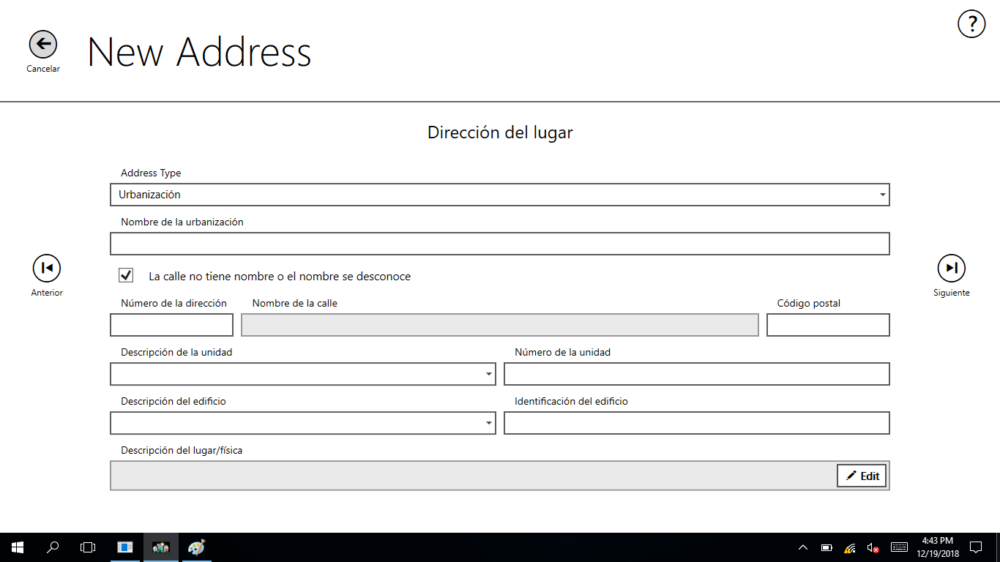 ?
New Address
Cancelar
Dirección del lugar
Address Type
Urbanización
Nombre de la urbanización
La calle no tiene nombre o el nombre se desconoce
Anterior
Siguiente
Número de la dirección Nombre de la calle Código postal
Descripción de la unidad Número de la unidad
Descripción del edificio Identificación del edificio
Descripción del lugar/física
Edit
4:43 PM
12/19/2018